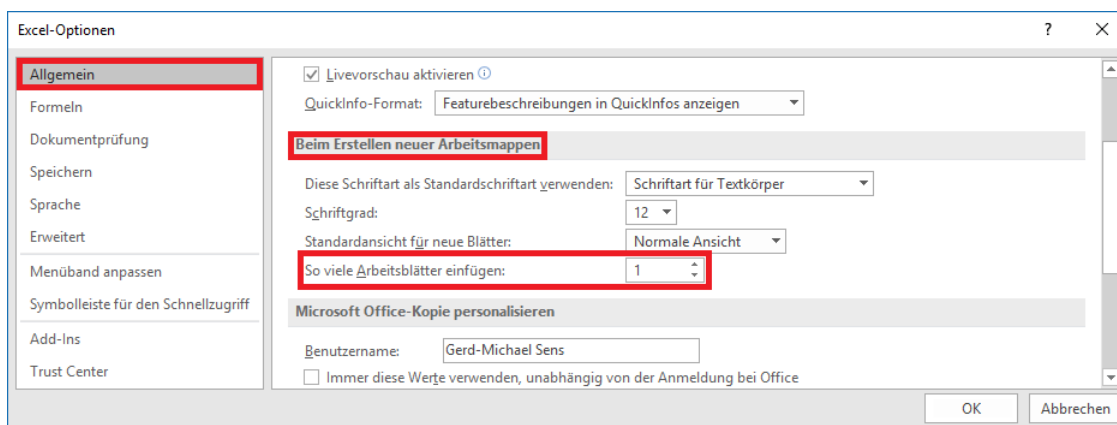 Excel-Optionen ? ×
Allgemein
Formeln
Dokumentprüfung
Speichern
Sprache
Erweitert
Menüband anpassen
Symbolleiste für den Schnellzugriff
Add-Ins
Trust Center
Livevorschau aktivieren
QuickInfo-Format: Featurebeschreibungen in QuickInfos anzeigen
Beim Erstellen neuer Arbeitsmappen
Diese Schriftart als Standardschriftart verwenden: Schriftart für Textkörper
Schriftgrad: 12
Standardansicht für neue Blätter: Normale Ansicht
So viele Arbeitsblätter einfügen: 1
Microsoft Office-Kopie personalisieren
Benutzername: Gerd-Michael Sens
Immer diese Werte verwenden, unabhängig von der Anmeldung bei Office
OK Abbrechen